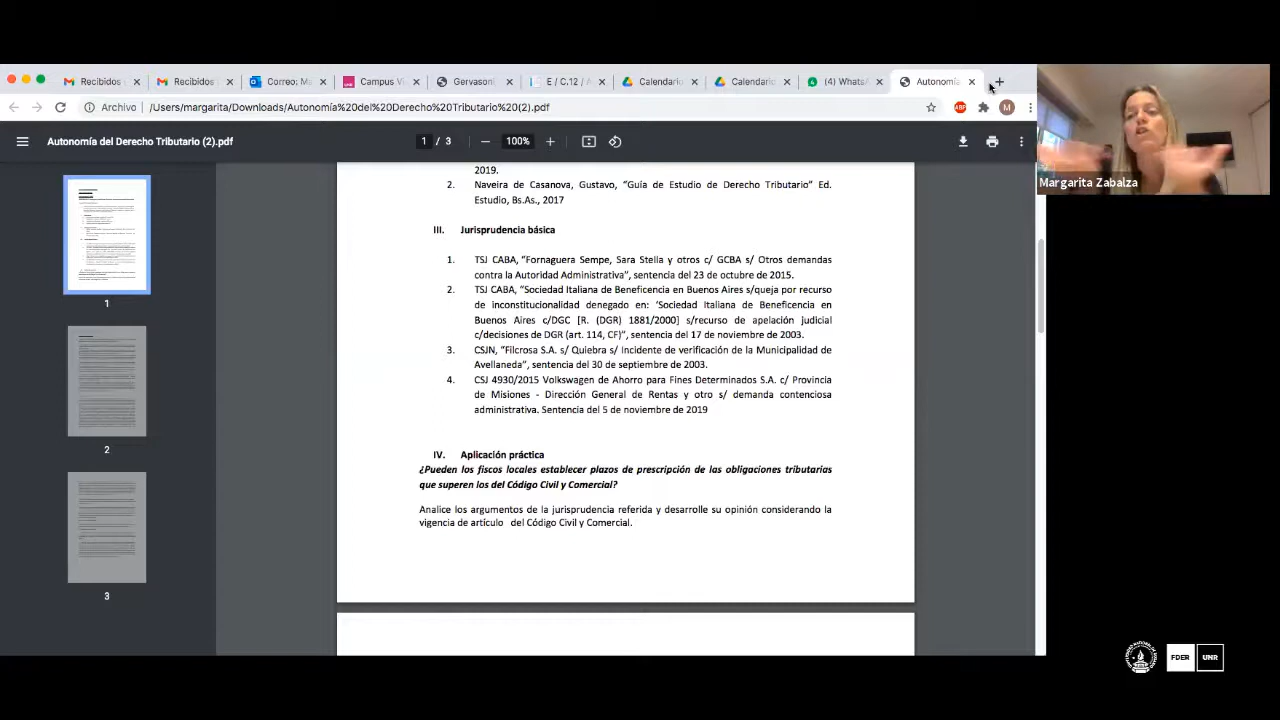 Recibidos
Recibidos
Correo; Ma
Campus Vi
Gervason
E / C.12 / A
Calendario
Calendario
(4) WhatsA
Autonomía
Archivo /Users/margarita/Downloads/Autonomía%20del%20Derecho%20Tributario%20(2).pdf
ABP
M
Autonomía del Derecho Tributario (2).pdf
1 / 3
100%
Margarita Zabalza
1
2
3
2019.
2. Naveira de Casanova, Gustavo, “Guía de Estudio de Derecho Tributario” Ed.
Estudio, Bs.As., 2017
III. Jurisprudencia básica
1. TSJ CABA, “Fornaguera Sempe, Sara Stella y otros c/ GCBA s/ Otros demandas
contra la Autoridad Administrativa”, sentencia del 23 de octubre de 2015.
2. TSJ CABA, “Sociedad Italiana de Beneficencia en Buenos Aires s/queja por recurso
de inconstitucionalidad denegado en: ‘Sociedad Italiana de Beneficencia en
Buenos Aires c/DGC [R. (DGR) 1881/2000] s/recurso de apelación judicial
c/decisiones de DGR (art. 114, CF)”, sentencia del 17 de noviembre de 2003.
3. CSJN, “Filcrosa S.A. s/ Quiebra s/ Incidente de verificación de la Municipalidad de
Avellaneda”, sentencia del 30 de septiembre de 2003.
4. CSJ 4930/2015 Volkswagen de Ahorro para Fines Determinados S.A. c/ Provincia
de Misiones - Dirección General de Rentas y otro s/ demanda contenciosa
administrativa. Sentencia del 5 de noviembre de 2019
IV. Aplicación práctica
¿Pueden los fiscos locales establecer plazos de prescripción de las obligaciones tributarias
que superen los del Código Civil y Comercial?
Analice los argumentos de la jurisprudencia referida y desarrolle su opinión considerando la
vigencia de artículo del Código Civil y Comercial.
FDER
UNR